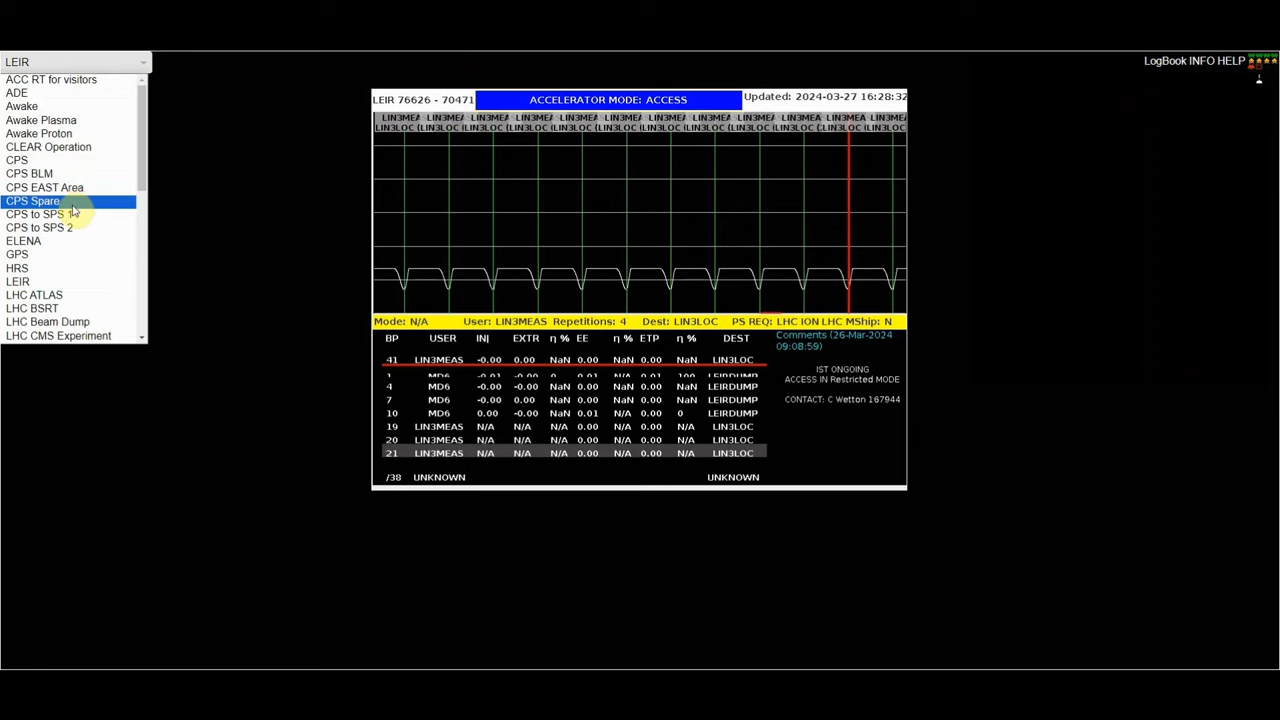 LEIR
LogBook INFO HELP
ACC RT for visitors
ADE
Awake
Awake Plasma
Awake Proton
CLEAR Operation
CPS
CPS BLM
CPS EAST Area
CPS Spare
CPS to SPS 1
CPS to SPS 2
ELENA
GPS
HRS
LEIR
LHC ATLAS
LHC BSRT
LHC Beam Dump
LHC CMS Experiment
LEIR 76626 - 70471 ACCELERATOR MODE: ACCESS Updated: 2024-03-27 16:28:32
Mode: N/A User: LIN3MEAS Repetitions: 4 Dest: LIN3LOC PS REQ: LHC ION LHC MShip: N
BP USER INJ EXTR η % EE η % ETP η % DEST
41 LIN3MEAS -0.00 0.00 NaN 0.00 NaN 0.00 NaN LIN3LOC
4 MD6 -0.00 -0.00 NaN 0.00 NaN 0.00 NaN LEIRDUMP
7 MD6 -0.00 0.00 NaN 0.00 NaN 0.00 NaN LEIRDUMP
10 MD6 0.00 -0.00 NaN 0.01 N/A 0.00 0 LEIRDUMP
19 LIN3MEAS N/A N/A N/A 0.00 N/A 0.00 N/A LIN3LOC
20 LIN3MEAS N/A N/A N/A 0.00 N/A 0.00 N/A LIN3LOC
21 LIN3MEAS N/A N/A N/A 0.00 N/A 0.00 N/A LIN3LOC
/38 UNKNOWN UNKNOWN
Comments (26-Mar-2024
09:08:59)
IST ONGOING
ACCESS IN Restricted MODE
CONTACT: C Wetton 167944